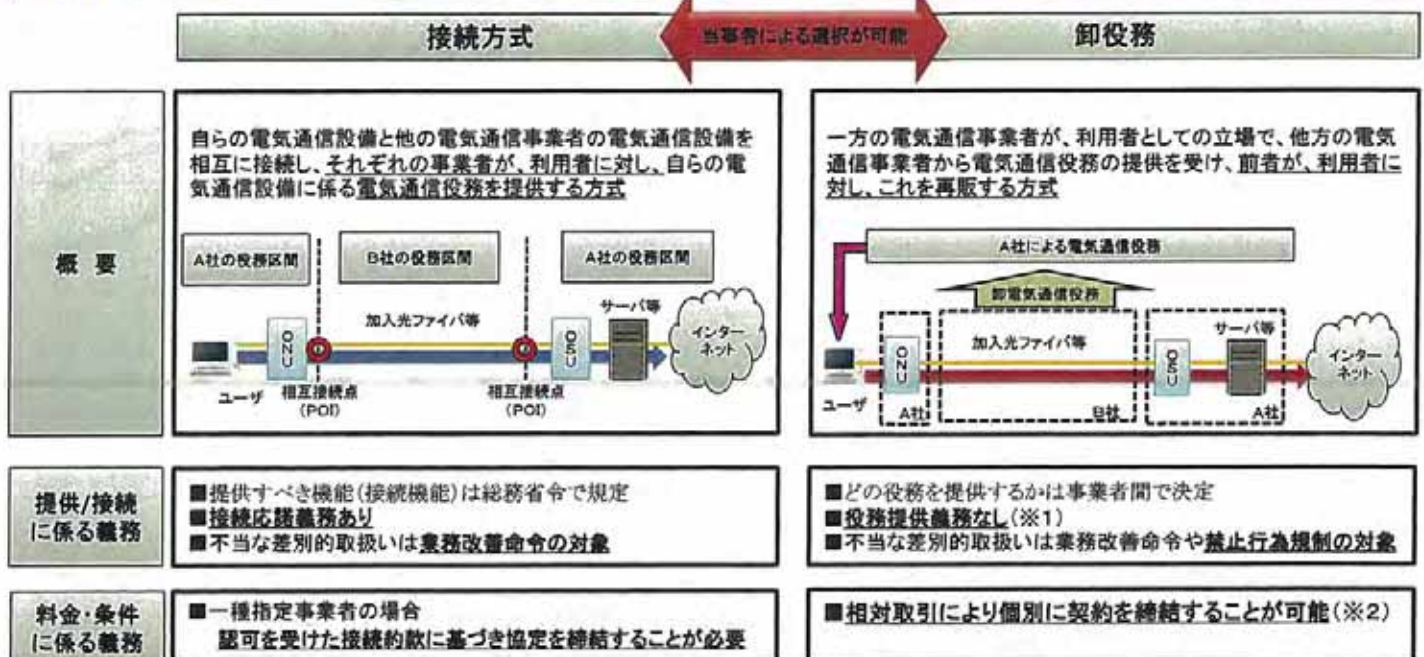 接続方式
当事者による選択が可能
卸役務
概要
自らの電気通信設備と他の電気通信事業者の電気通信設備を
相互に接続し、それぞれの事業者が、利用者に対し、自らの電
気通信設備に係る電気通信役務を提供する方式
A社の役務区間
B社の役務区間
A社の役務区間
加入光ファイバ等
サーバ等
ONU
OSU
インター
ネット
ユーザ
相互接続点
(POI)
相互接続点
(POI)
一方の電気通信事業者が、利用者としての立場で、他方の電気
通信事業者から電気通信役務の提供を受け、前者が、利用者に
対し、これを再販する方式
A社による電気通信役務
卸電気通信役務
加入光ファイバ等
サーバ等
ONU
OSU
インター
ネット
ユーザ
A社
B社
A社
提供/接続
に係る義務
■提供すべき機能(接続機能)は総務省令で規定
■接続応諾義務あり
■不当な差別的取扱いは業務改善命令の対象
■どの役務を提供するかは事業者間で決定
■役務提供義務なし(※1)
■不当な差別的取扱いは業務改善命令や禁止行為規制の対象
料金・条件
に係る義務
■一種指定事業者の場合
認可を受けた接続約款に基づき協定を締結することが必要
■相対取引により個別に契約を締結することが可能(※2)